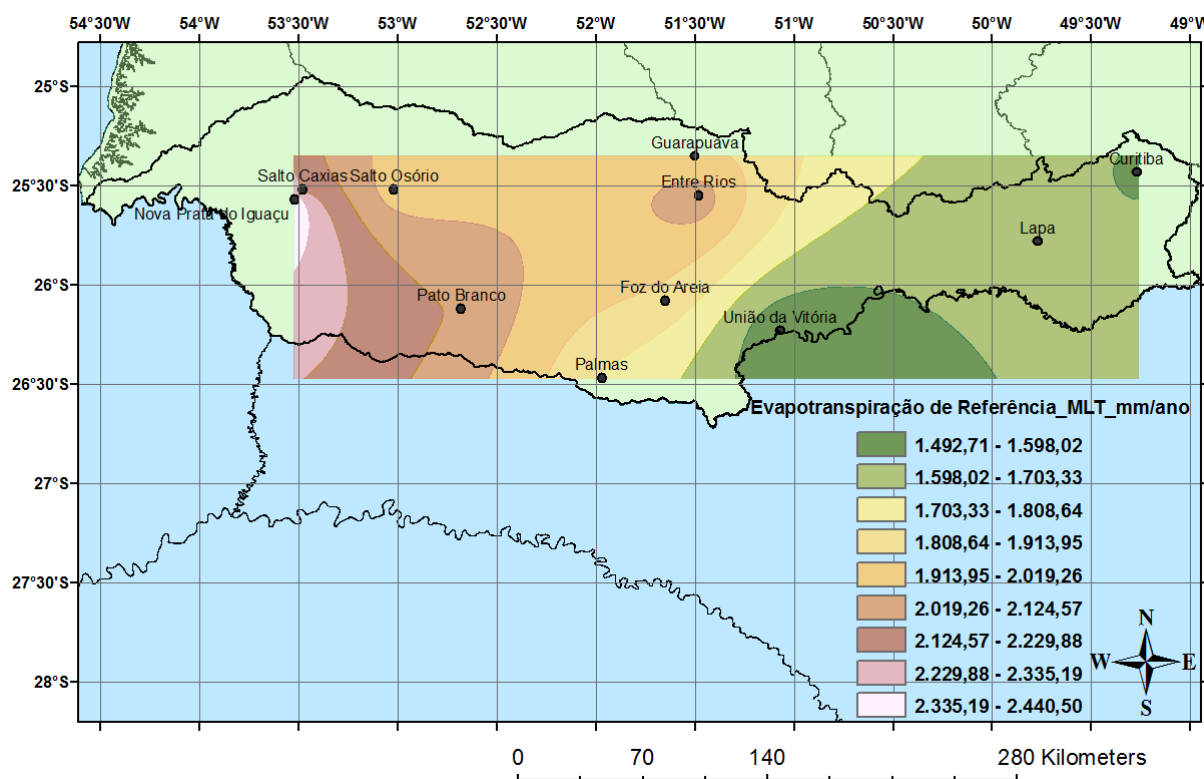 54°30'W 54°W 53°30'W 53°W 52°30'W 52°W 51°30'W 51°W 50°30'W 50°W 49°30'W 49°W
25°S
Guarapuava
Curitiba
25°30'S
Salto Caxias Salto Osório
Entre Rios
Nova Prata do Iguaçu
Lapa
26°S
Pato Branco
Foz do Areia
União da Vitória
Palmas
26°30'S
Evapotranspiração de Referência_MLT_mm/ano
1.492,71 - 1.598,02
27°S
1.598,02 - 1.703,33
1.703,33 - 1.808,64
1.808,64 - 1.913,95
27°30'S
1.913,95 - 2.019,26
2.019,26 - 2.124,57
2.124,57 - 2.229,88
28°S
2.229,88 - 2.335,19
2.335,19 - 2.440,50
N
W E
S
0 70 140 280 Kilometers